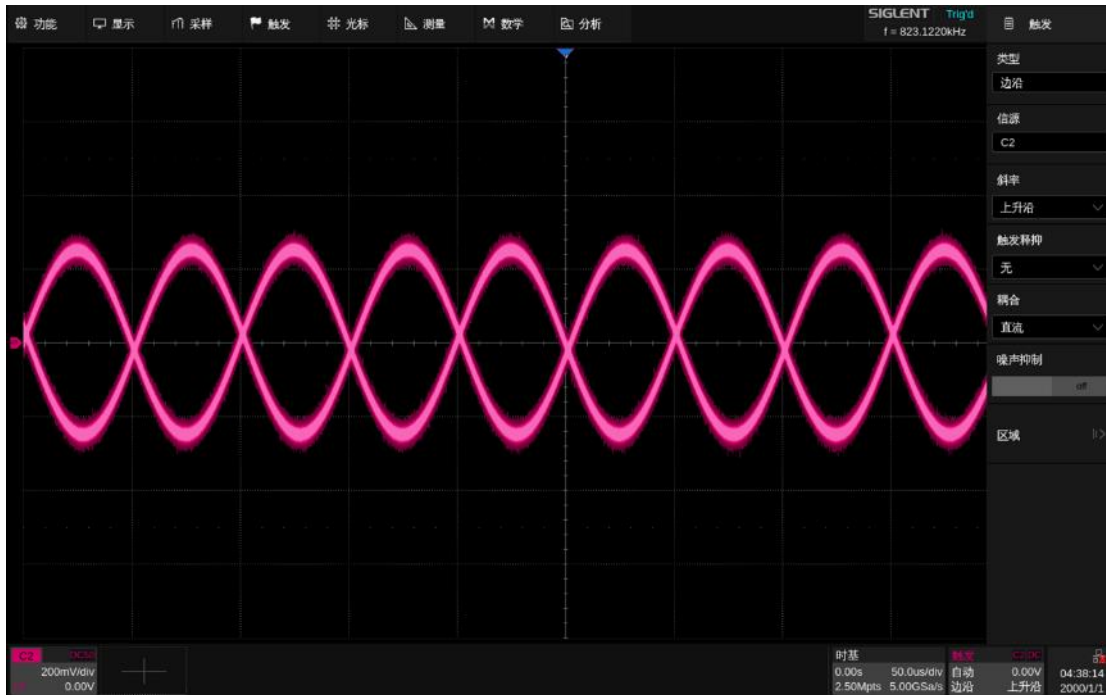 功能 显示 采样 触发 光标 测量 数学 分析 SIGLENT Trig'd
f = 823.1220kHz
触发
类型
边沿
信源
C2
斜率
上升沿
触发释抑
无
耦合
直流
噪声抑制
off
区域
C2 DC50
200mV/div
0.00V
时基
0.00s 50.0us/div
2.50Mpts 5.00GSa/s
触发 C2 DC
自动 0.00V
边沿 上升沿
04:38:14
2000/1/1